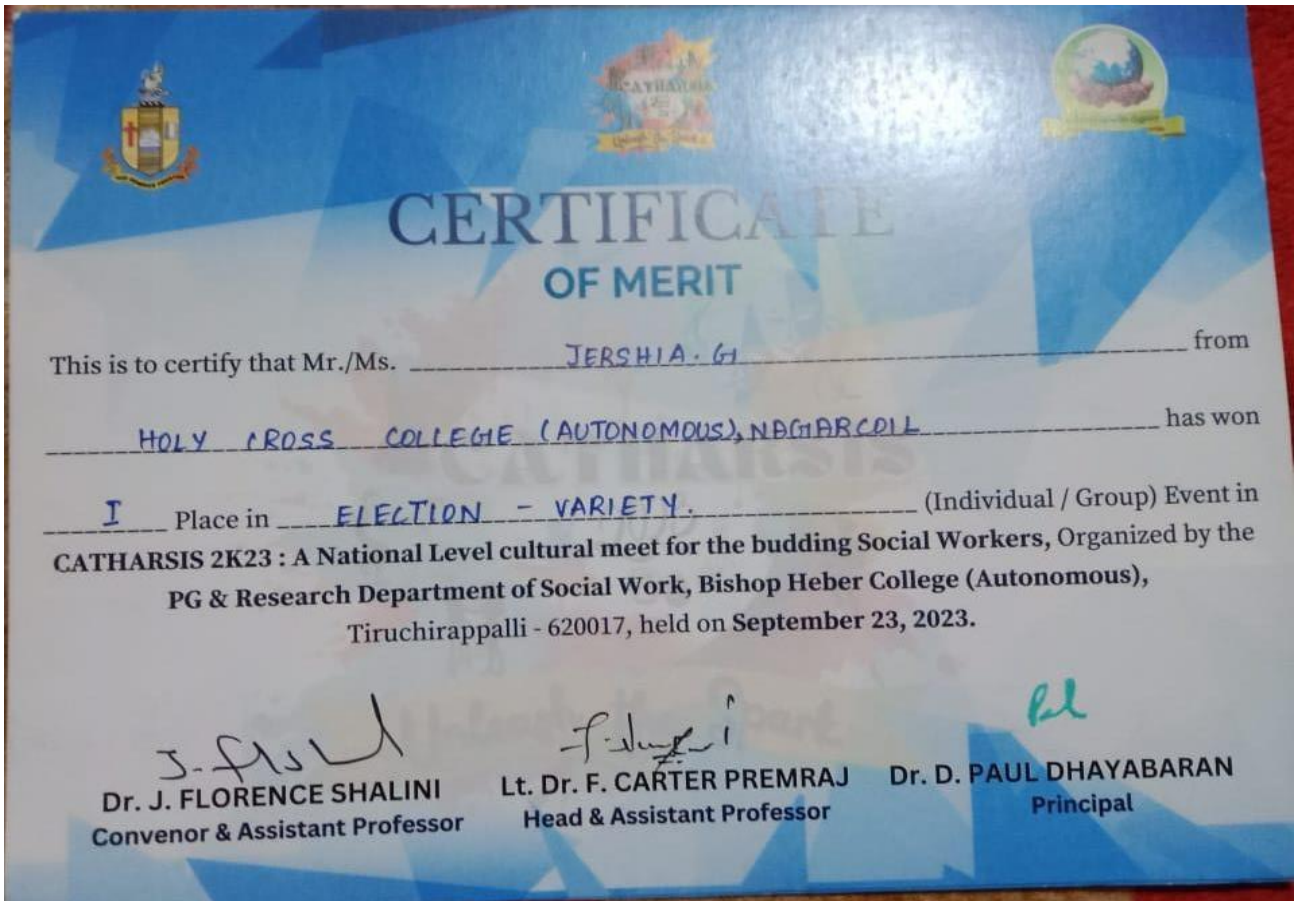 CATHARSIS
CERTIFICATE
OF MERIT
This is to certify that Mr./Ms. JERSHIA. G from
HOLY CROSS COLLEGE (AUTONOMOUS), NAGARCOIL has won
I Place in ELECTION - VARIETY. (Individual / Group) Event in
CATHARSIS 2K23 : A National Level cultural meet for the budding Social Workers, Organized by the
PG & Research Department of Social Work, Bishop Heber College (Autonomous),
Tiruchirappalli - 620017, held on September 23, 2023.
Dr. J. FLORENCE SHALINI Lt. Dr. F. CARTER PREMRAJ Dr. D. PAUL DHAYABARAN
Convenor & Assistant Professor Head & Assistant Professor Principal